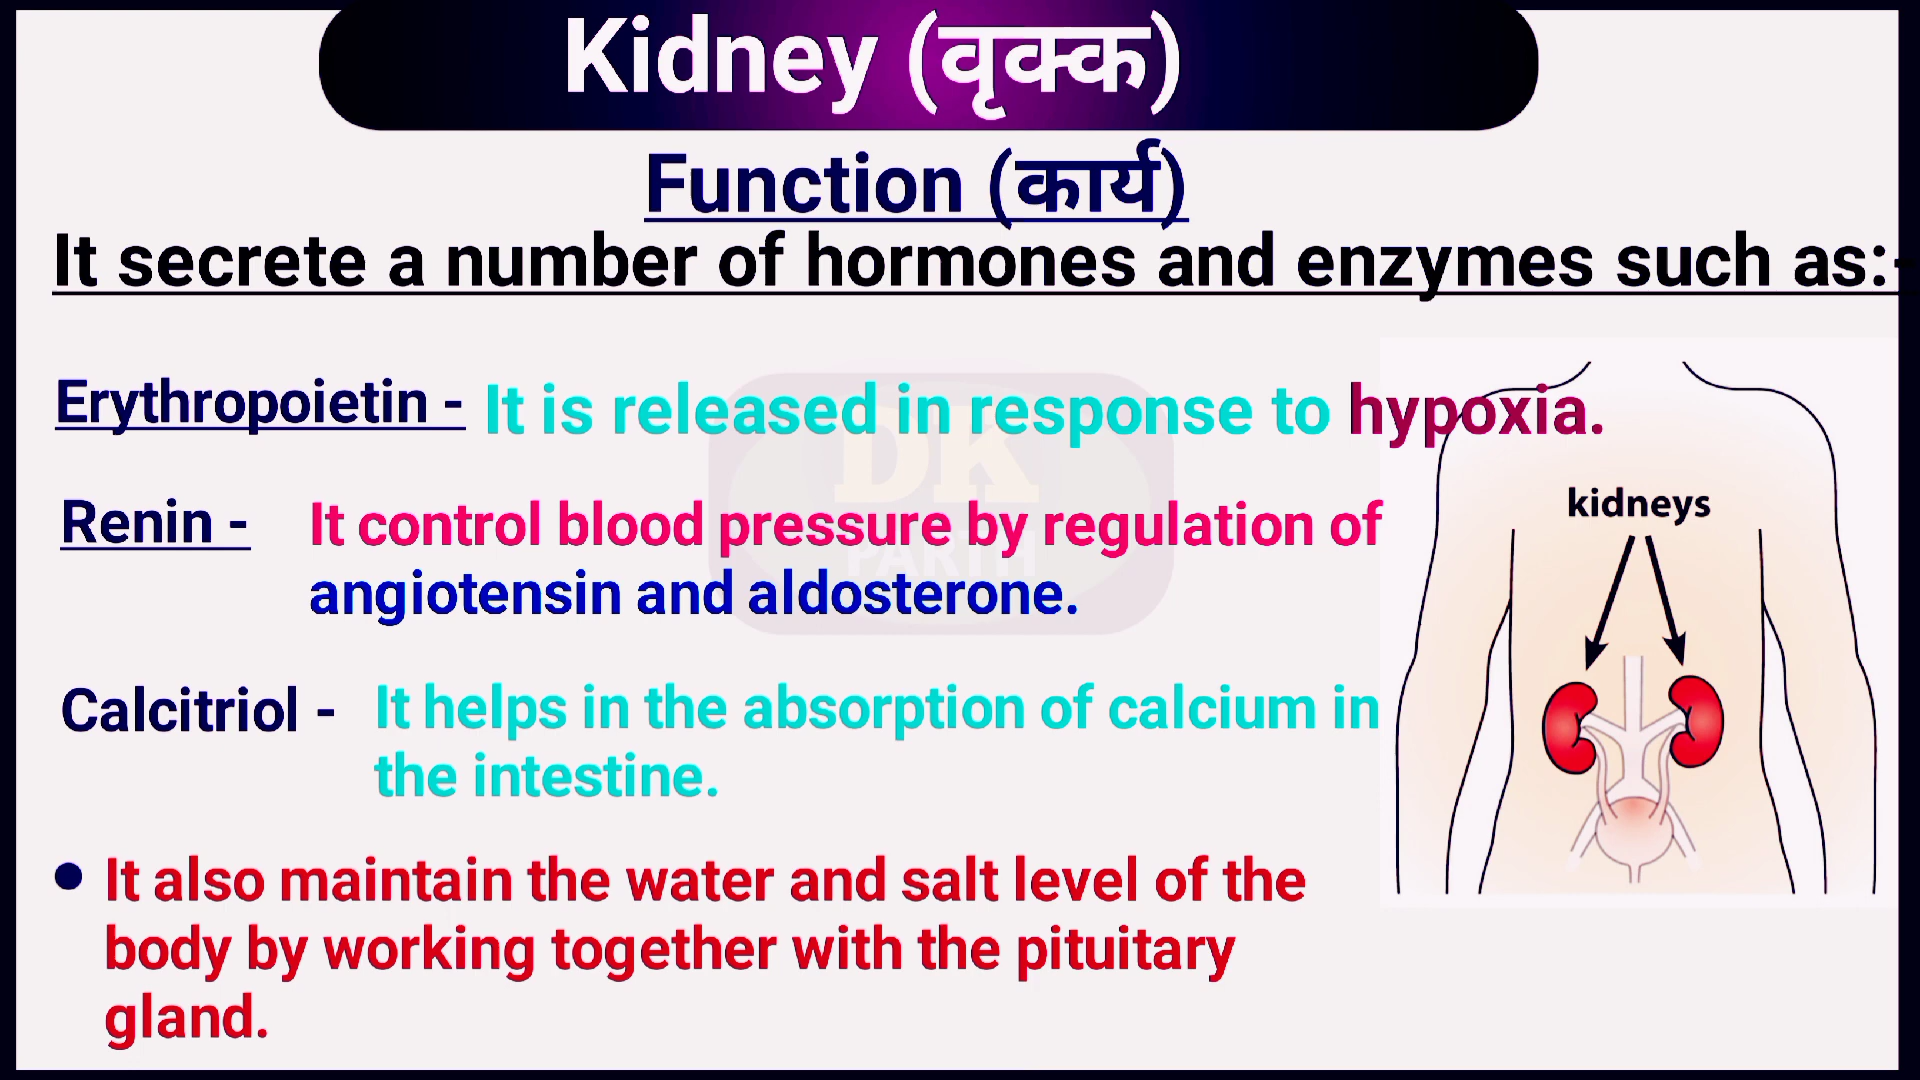 Kidney (वृक्क)
Function (कार्य)
It secrete a number of hormones and enzymes such as:-
Erythropoietin - It is released in response to hypoxia.
Renin - It control blood pressure by regulation of
angiotensin and aldosterone.
kidneys
Calcitriol - It helps in the absorption of calcium in
the intestine.
• It also maintain the water and salt level of the
body by working together with the pituitary
gland.
DK
PARTH